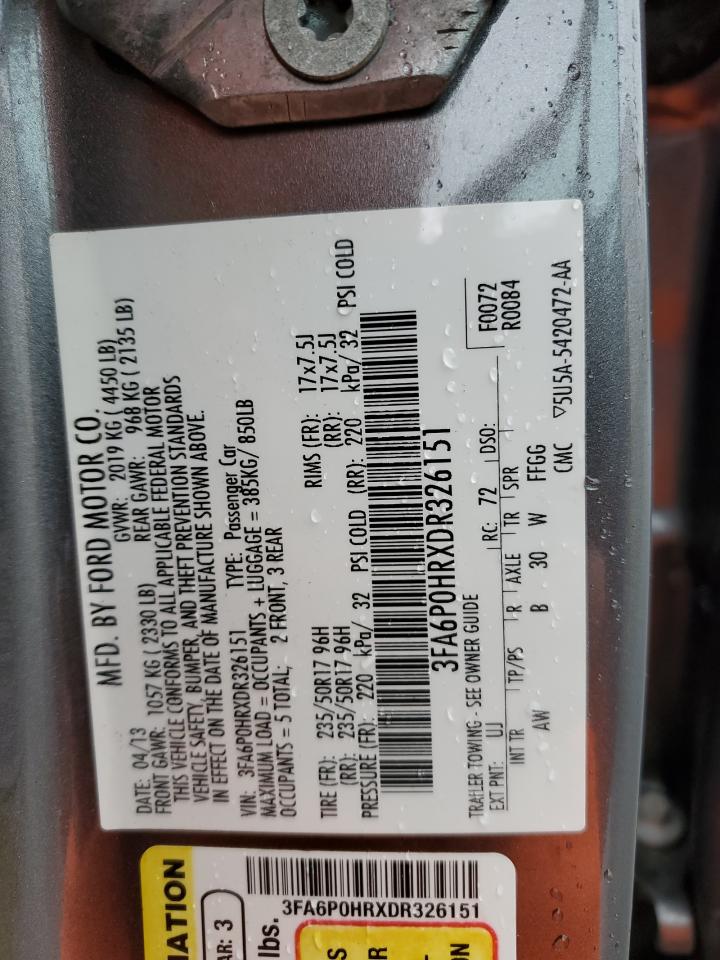 MFD. BY FORD MOTOR CO.
DATE: 04/13 GVWR: 2019 KG ( 4450 LB)
FRONT GAWR: 1057 KG ( 2330 LB) REAR GAWR: 968 KG ( 2135 LB)
THIS VEHICLE CONFORMS TO ALL APPLICABLE FEDERAL MOTOR
VEHICLE SAFETY, BUMPER, AND THEFT PREVENTION STANDARDS
IN EFFECT ON THE DATE OF MANUFACTURE SHOWN ABOVE.
VIN: 3FA6P0HRXDR326151 TYPE: Passenger Car
MAXIMUM LOAD = OCCUPANTS + LUGGAGE = 385KG/ 850LB
OCCUPANTS = 5 TOTAL: 2 FRONT, 3 REAR
TIRE (FR): 235/50R17 96H RIMS (FR): 17x7.5J
(RR): 235/50R17 96H (RR): 17x7.5J
PRESSURE (FR): 220 kPa/ 32 PSI COLD (RR): 220 kPa/ 32 PSI COLD
3FA6P0HRXDR326151
TRAILER TOWING - SEE OWNER GUIDE F0072
R0084
EXT PNT: UJ RC: 72 DSO:
INT TR TP/PS R AXLE TR SPR
AW B 30 W FFGG
CMC ▽5U5A-5420472-AA
MATION
AR: 3
lbs.
3FA6P0HRXDR326151
S
R
ON